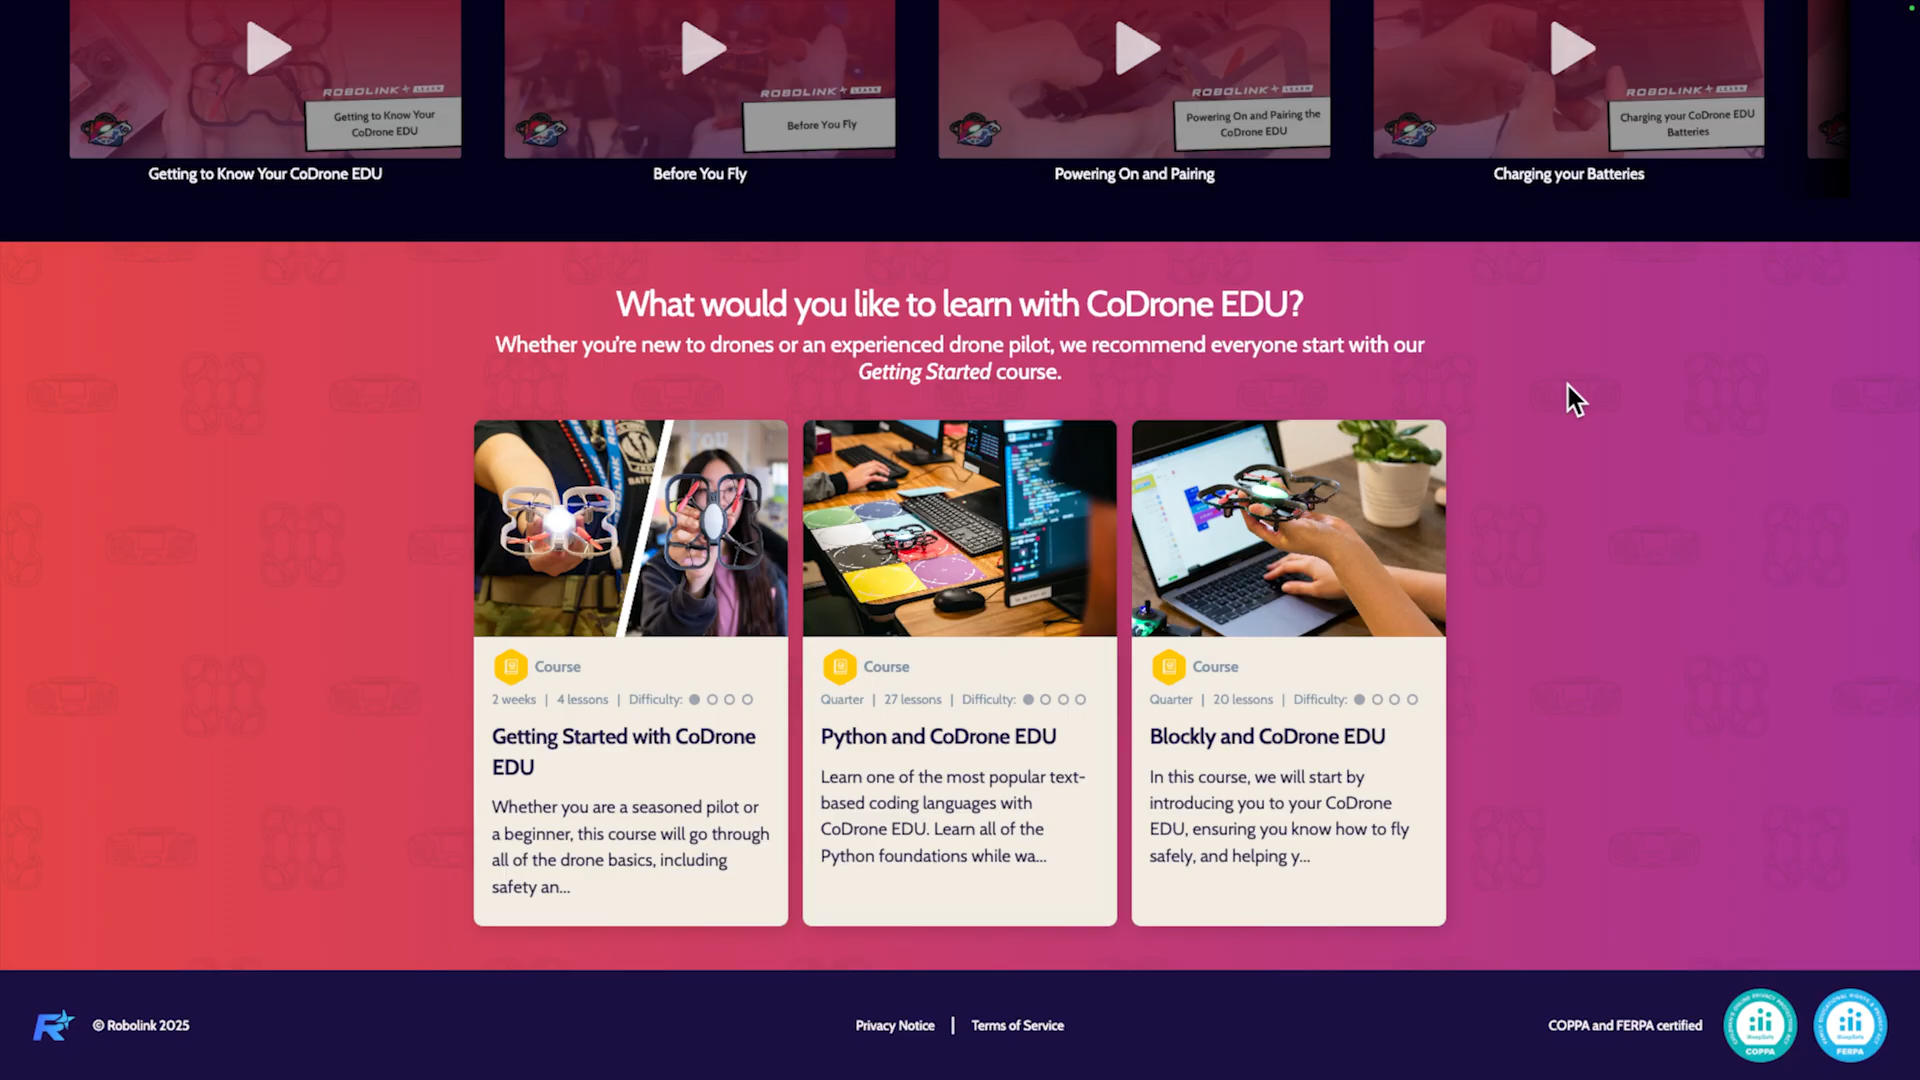 ROBOLINK + LEARN
Getting to Know Your
CoDrone EDU
ROBOLINK + LEARN
Before You Fly
ROBOLINK + LEARN
Powering On and Pairing the
CoDrone EDU
ROBOLINK + LEARN
Charging your CoDrone EDU
Batteries
Getting to Know Your CoDrone EDU
Before You Fly
Powering On and Pairing
Charging your Batteries
What would you like to learn with CoDrone EDU?
Whether you're new to drones or an experienced drone pilot, we recommend everyone start with our
Getting Started course.
Course
2 weeks | 4 lessons | Difficulty:
Getting Started with CoDrone
EDU
Whether you are a seasoned pilot or
a beginner, this course will go through
all of the drone basics, including
safety an...
Course
Quarter | 27 lessons | Difficulty:
Python and CoDrone EDU
Learn one of the most popular text-
based coding languages with
CoDrone EDU. Learn all of the
Python foundations while wa...
Course
Quarter | 20 lessons | Difficulty:
Blockly and CoDrone EDU
In this course, we will start by
introducing you to your CoDrone
EDU, ensuring you know how to fly
safely, and helping y...
© Robolink 2025
Privacy Notice | Terms of Service
COPPA and FERPA certified
COPPA
FERPA